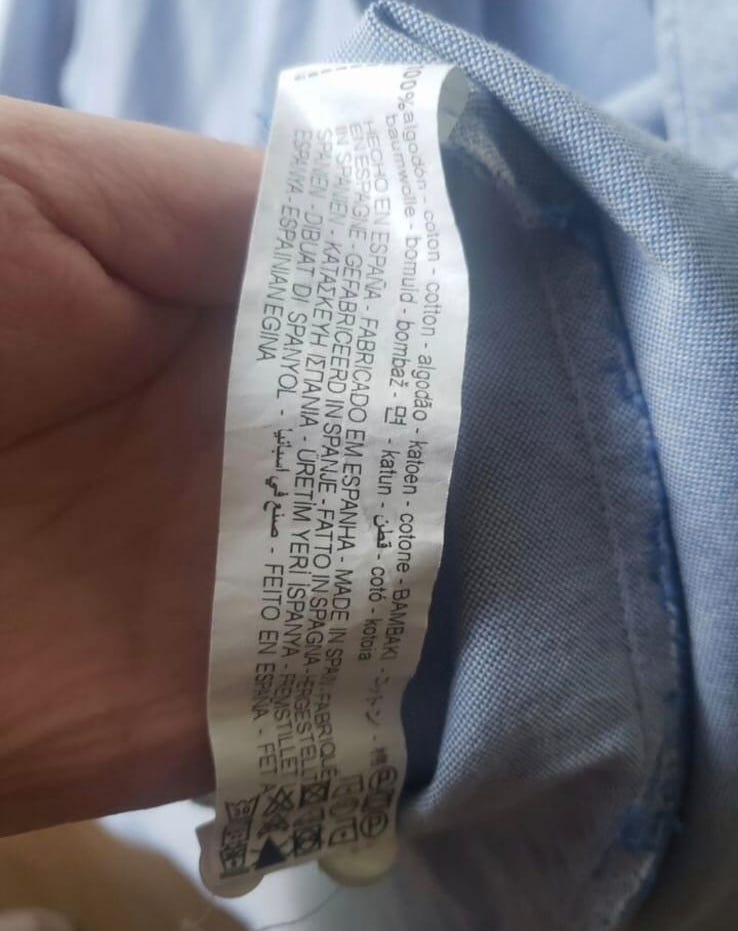 100% algodón - coton - cotton - algodão - katoen - cotone - BAMBAKI - コットン - 棉
baumwolle - bomuld - bombaž - 면 - katun - قطن - cotó - kotoia
HECHO EN ESPAÑA - FABRICADO EM ESPANHA - MADE IN SPAIN - FABRIQUÉ
EN ESPAGNE - GEFABRICEERD IN SPANJE - FATTO IN SPAGNA - HERGESTELLT
IN SPANIEN - ΚΑΤΑΣΚΕΥΗ ΙΣΠΑΝΙΑ - ÜRETİM YERİ İSPANYA - FREMSTILLET
SPANIEN - DIBUAT DI SPANYOL - صنع في اسبانيا - FEITO EN ESPAÑA - FET A
ESPANYA - ESPAINIAN EGINA